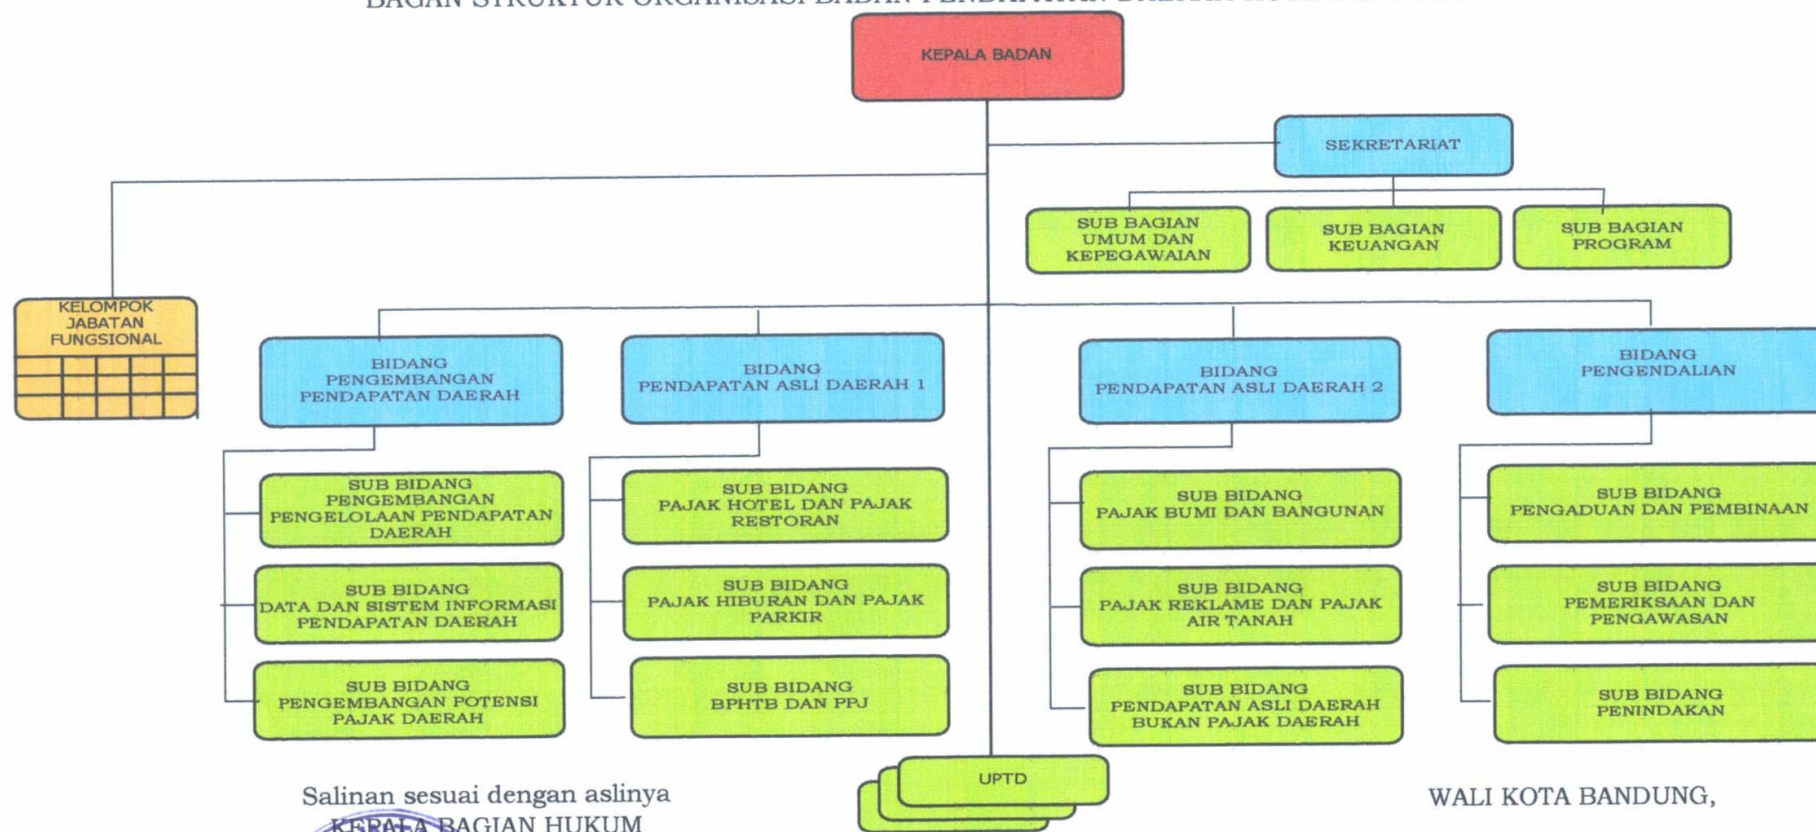 BAGAN STRUKTUR ORGANISASI BADAN PENDAPATAN DAERAH
KEPALA BADAN
SEKRETARIAT
SUB BAGIAN
UMUM DAN
KEPEGAWAIAN
SUB BAGIAN
KEUANGAN
SUB BAGIAN
PROGRAM
KELOMPOK
JABATAN
FUNGSIONAL
BIDANG
PENGEMBANGAN
PENDAPATAN DAERAH
BIDANG
PENDAPATAN ASLI DAERAH 1
BIDANG
PENDAPATAN ASLI DAERAH 2
BIDANG
PENGENDALIAN
SUB BIDANG
PENGEMBANGAN
PENGELOLAAN PENDAPATAN
DAERAH
SUB BIDANG
PAJAK HOTEL DAN PAJAK
RESTORAN
SUB BIDANG
PAJAK BUMI DAN BANGUNAN
SUB BIDANG
PENGADUAN DAN PEMBINAAN
SUB BIDANG
DATA DAN SISTEM INFORMASI
PENDAPATAN DAERAH
SUB BIDANG
PAJAK HIBURAN DAN PAJAK
PARKIR
SUB BIDANG
PAJAK REKLAME DAN PAJAK
AIR TANAH
SUB BIDANG
PEMERIKSAAN DAN
PENGAWASAN
SUB BIDANG
PENGEMBANGAN POTENSI
PAJAK DAERAH
SUB BIDANG
BPHTB DAN PPJ
SUB BIDANG
PENDAPATAN ASLI DAERAH
BUKAN PAJAK DAERAH
SUB BIDANG
PENINDAKAN
UPTD
Salinan sesuai dengan aslinya
KEPALA BAGIAN HUKUM
WALI KOTA BANDUNG,